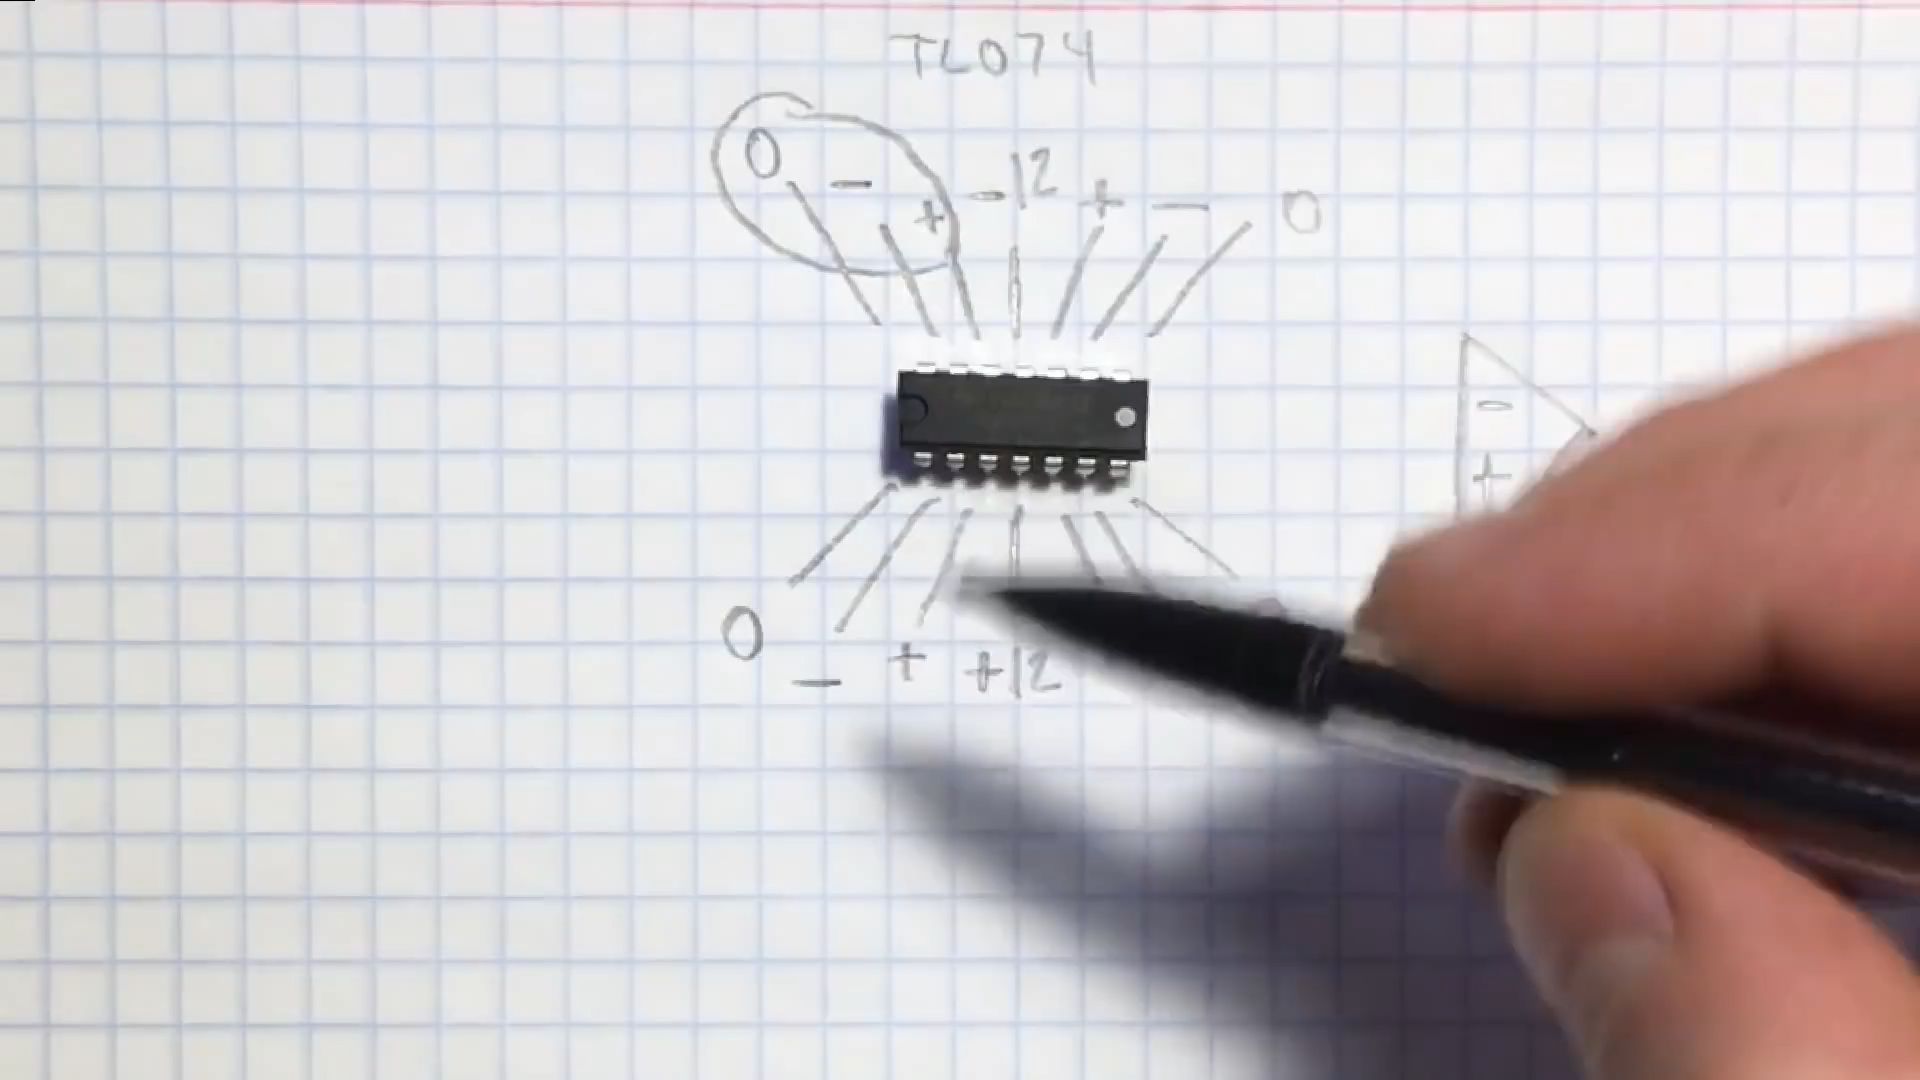 TL074
O - + -12 + - O
- +
O - + +12